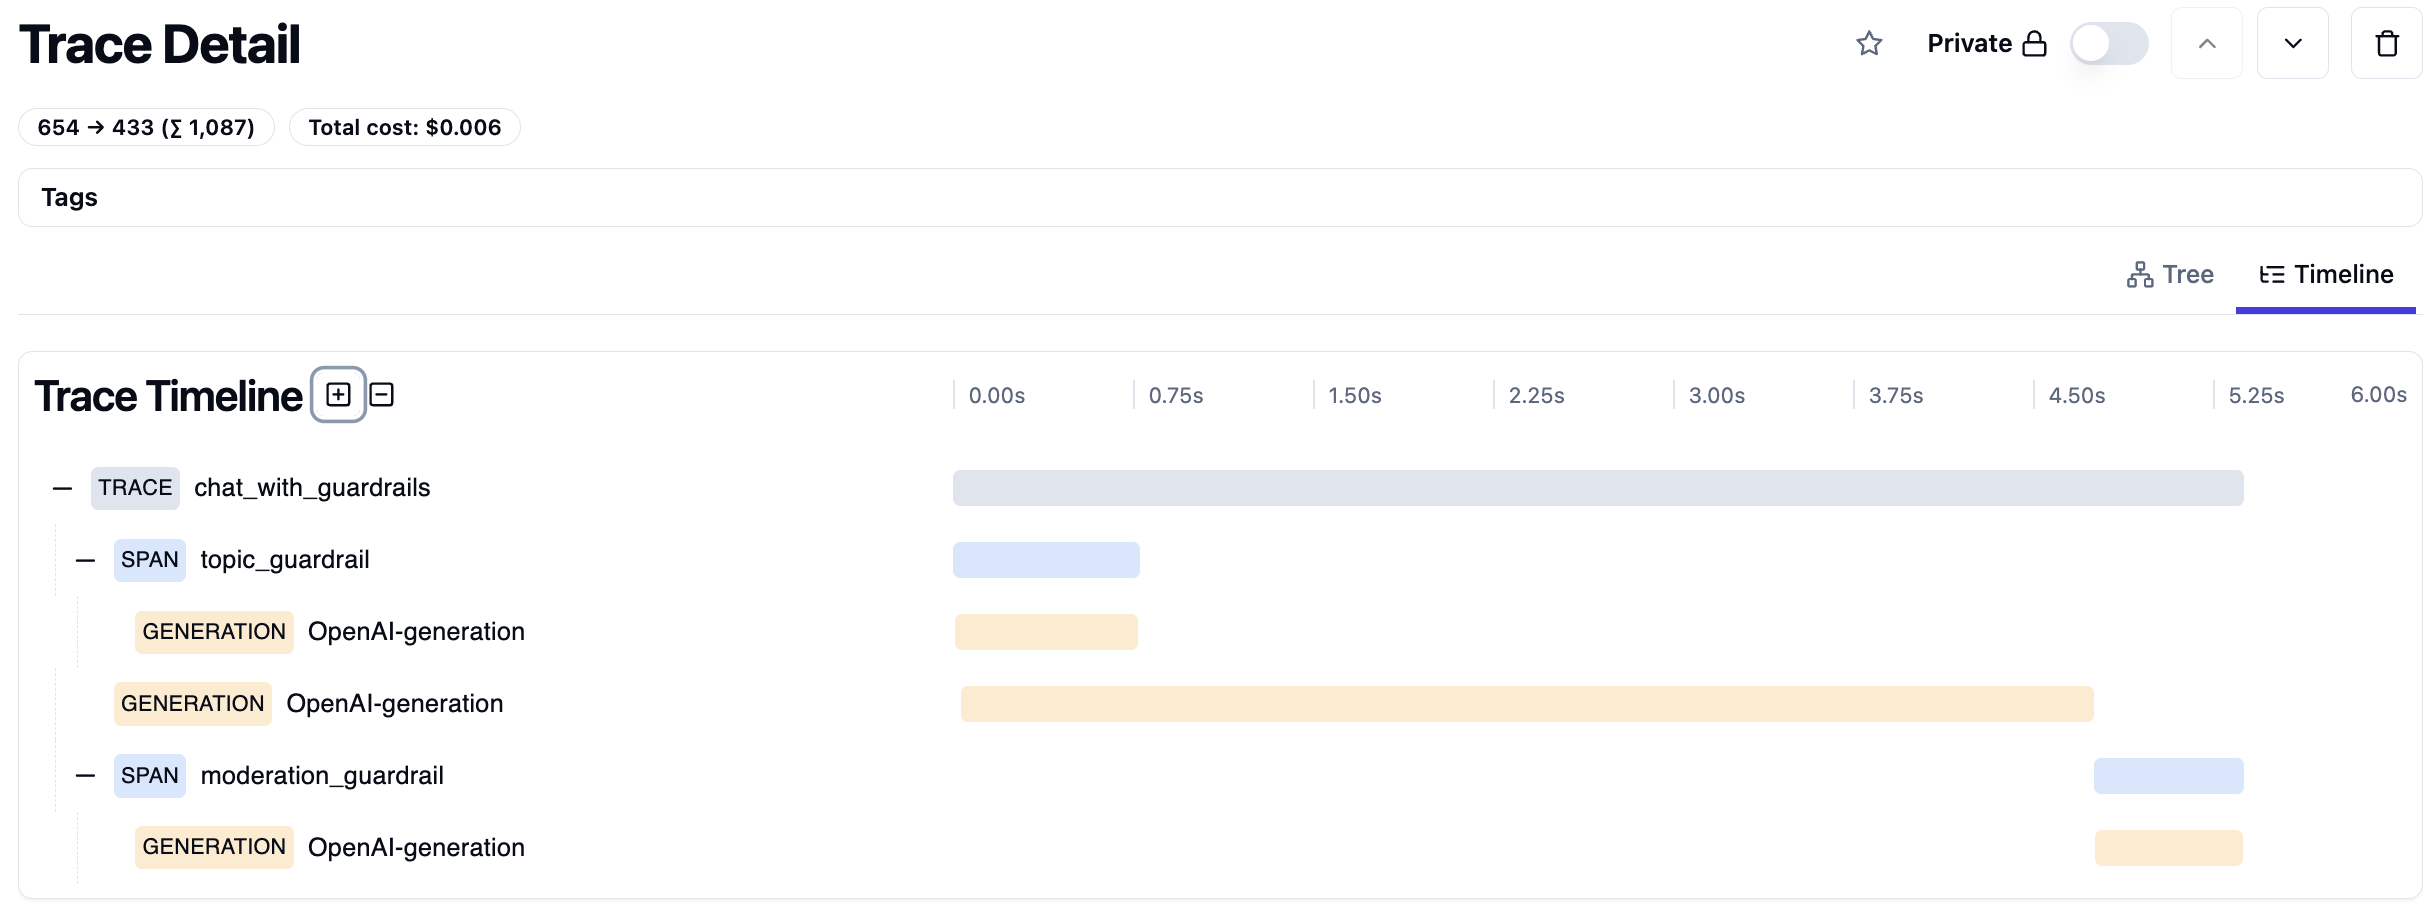 Trace Detail
Private
654 → 433 (∑ 1,087)
Total cost: $0.006
Tags
Tree
Timeline
Trace Timeline
0.00s
0.75s
1.50s
2.25s
3.00s
3.75s
4.50s
5.25s
6.00s
TRACE chat_with_guardrails
SPAN topic_guardrail
GENERATION OpenAI-generation
GENERATION OpenAI-generation
SPAN moderation_guardrail
GENERATION OpenAI-generation